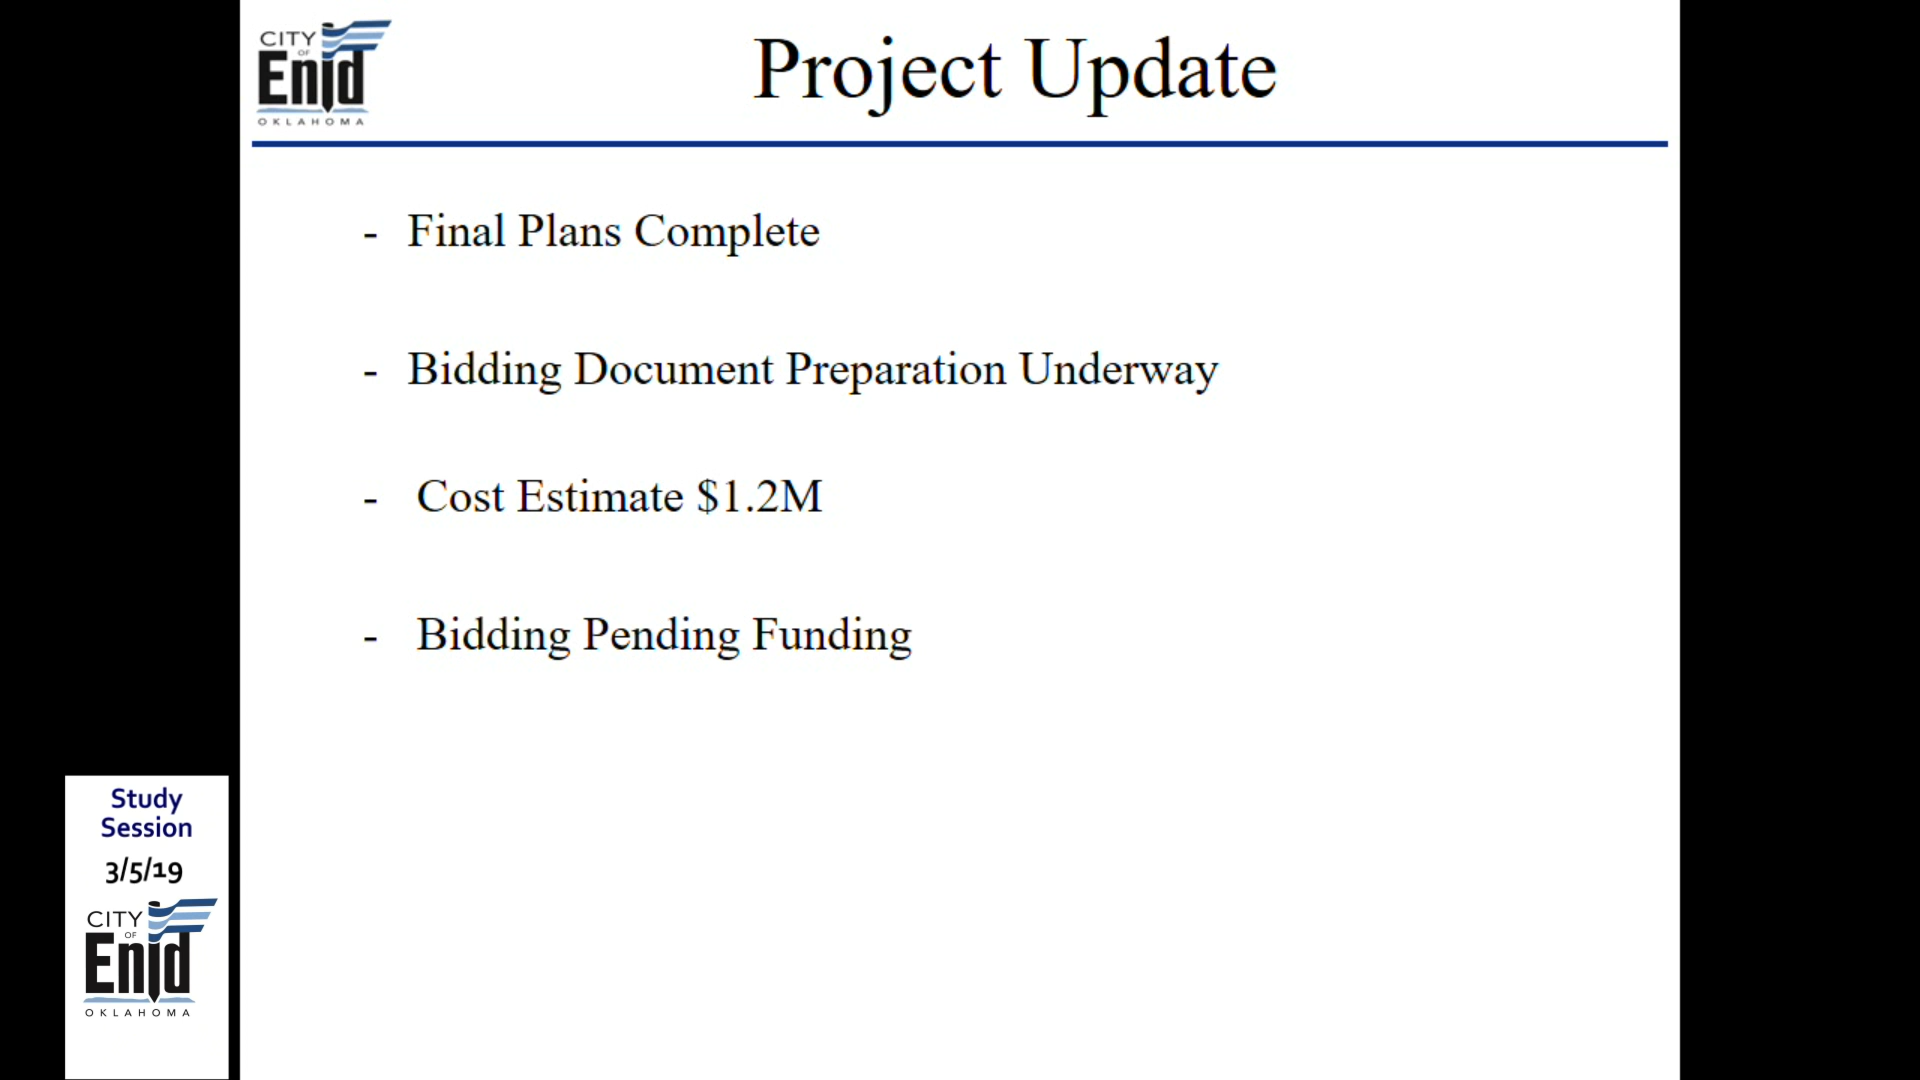 CITY
OF
Enid
OKLAHOMA
Project Update
- Final Plans Complete
- Bidding Document Preparation Underway
- Cost Estimate $1.2M
- Bidding Pending Funding
Study
Session
3/5/19
CITY
OF
Enid
OKLAHOMA